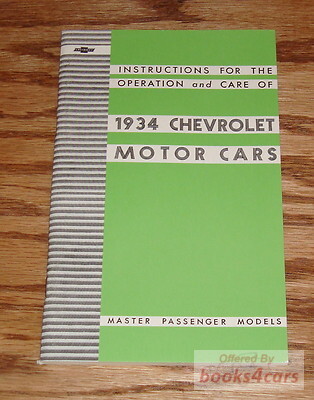 INSTRUCTIONS FOR THE
OPERATION and CARE OF
1934 CHEVROLET
MOTOR CARS
MASTER PASSENGER MODELS
Offered By
books4cars